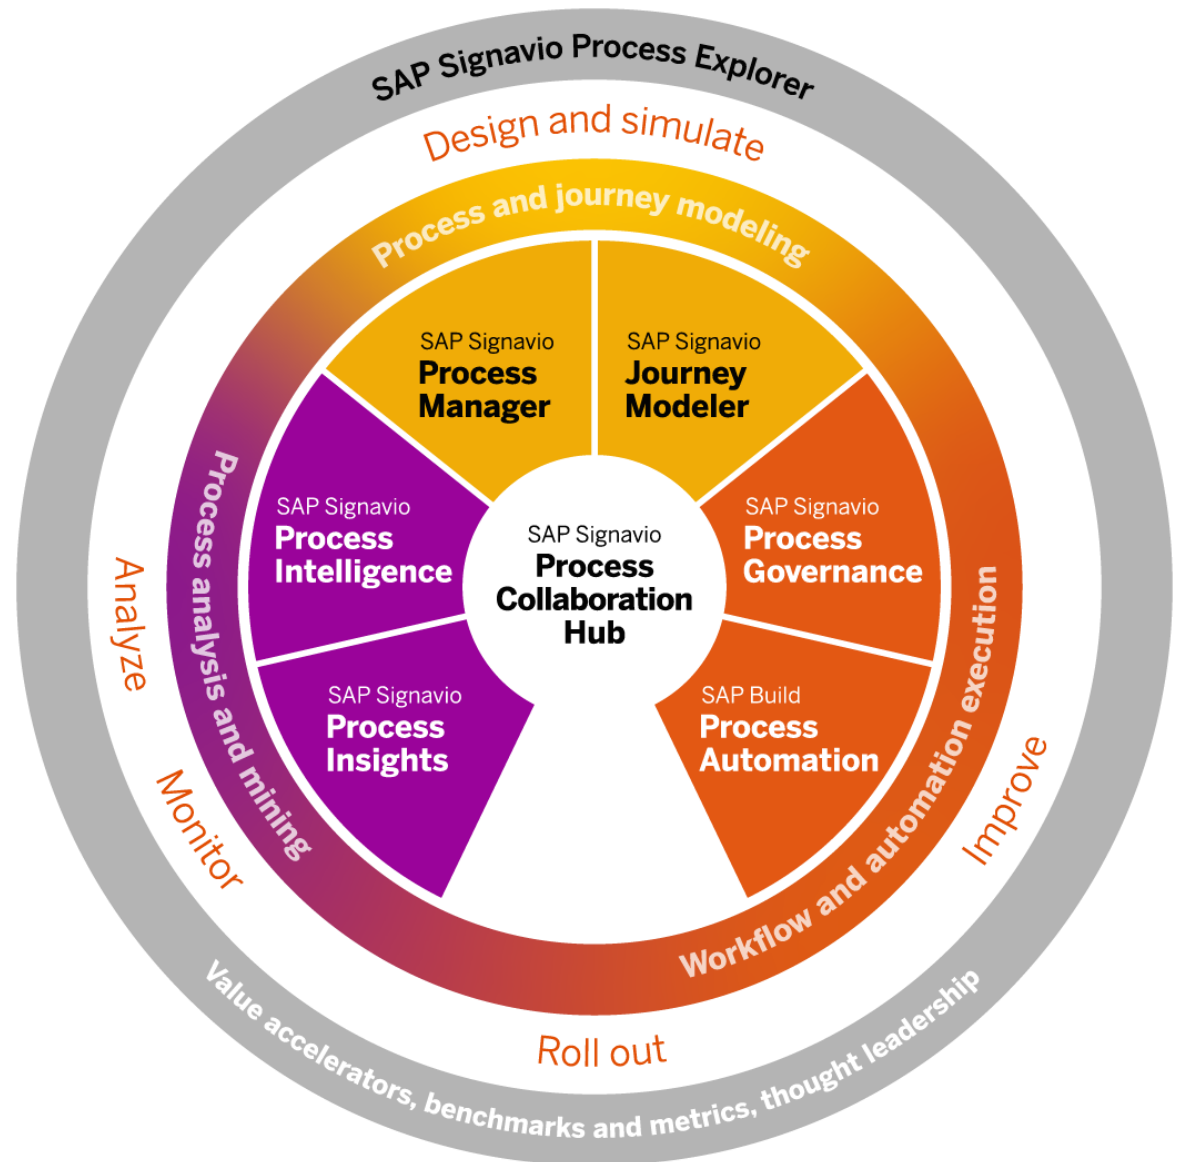 SAP Signavio Process Explorer
Design and simulate
Process and journey modeling
SAP Signavio
Process
Manager
SAP Signavio
Journey
Modeler
SAP Signavio
Process
Intelligence
SAP Signavio
Process
Collaboration
Hub
SAP Signavio
Process
Governance
SAP Signavio
Process
Insights
SAP Build
Process
Automation
Process analysis and mining
Workflow and automation execution
Analyze
Monitor
Improve
Roll out
Value accelerators, benchmarks and metrics, thought leadership